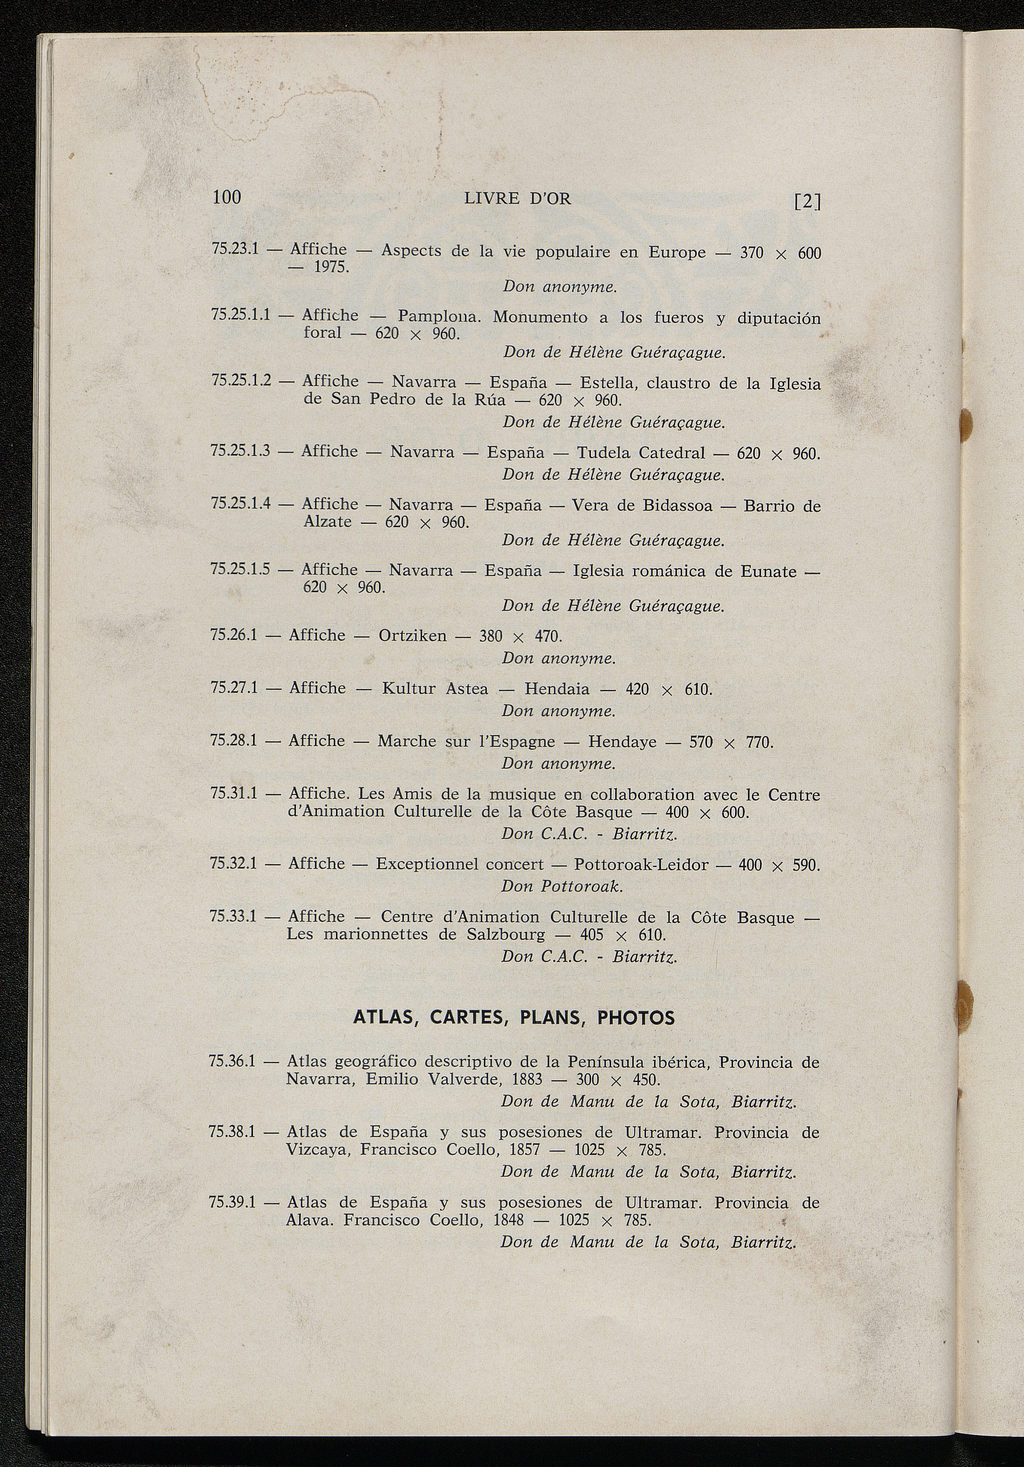 100 LIVRE D'OR [2]
75.23.1 — Affiche — Aspects de la vie populaire en Europe — 370 × 600
— 1975.
Don anonyme.
75.25.1.1 — Affiche — Pamplona. Monumento a los fueros y diputación
foral — 620 × 960.
Don de Hélène Guéraçague.
75.25.1.2 — Affiche — Navarra — España — Estella, claustro de la Iglesia
de San Pedro de la Rúa — 620 × 960.
Don de Hélène Guéraçague.
75.25.1.3 — Affiche — Navarra — España — Tudela Catedral — 620 × 960.
Don de Hélène Guéraçague.
75.25.1.4 — Affiche — Navarra — España — Vera de Bidassoa — Barrio de
Alzate — 620 × 960.
Don de Hélène Guéraçague.
75.25.1.5 — Affiche — Navarra — España — Iglesia románica de Eunate —
620 × 960.
Don de Hélène Guéraçague.
75.26.1 — Affiche — Ortziken — 380 × 470.
Don anonyme.
75.27.1 — Affiche — Kultur Astea — Hendaia — 420 × 610.
Don anonyme.
75.28.1 — Affiche — Marche sur l'Espagne — Hendaye — 570 × 770.
Don anonyme.
75.31.1 — Affiche. Les Amis de la musique en collaboration avec le Centre
d'Animation Culturelle de la Côte Basque — 400 × 600.
Don C.A.C. - Biarritz.
75.32.1 — Affiche — Exceptionnel concert — Pottoroak-Leidor — 400 × 590.
Don Pottoroak.
75.33.1 — Affiche — Centre d'Animation Culturelle de la Côte Basque —
Les marionnettes de Salzbourg — 405 × 610.
Don C.A.C. - Biarritz.
ATLAS, CARTES, PLANS, PHOTOS
75.36.1 — Atlas geográfico descriptivo de la Península ibérica, Provincia de
Navarra, Emilio Valverde, 1883 — 300 × 450.
Don de Manu de la Sota, Biarritz.
75.38.1 — Atlas de España y sus posesiones de Ultramar. Provincia de
Vizcaya, Francisco Coello, 1857 — 1025 × 785.
Don de Manu de la Sota, Biarritz.
75.39.1 — Atlas de España y sus posesiones de Ultramar. Provincia de
Alava. Francisco Coello, 1848 — 1025 × 785.
Don de Manu de la Sota, Biarritz.